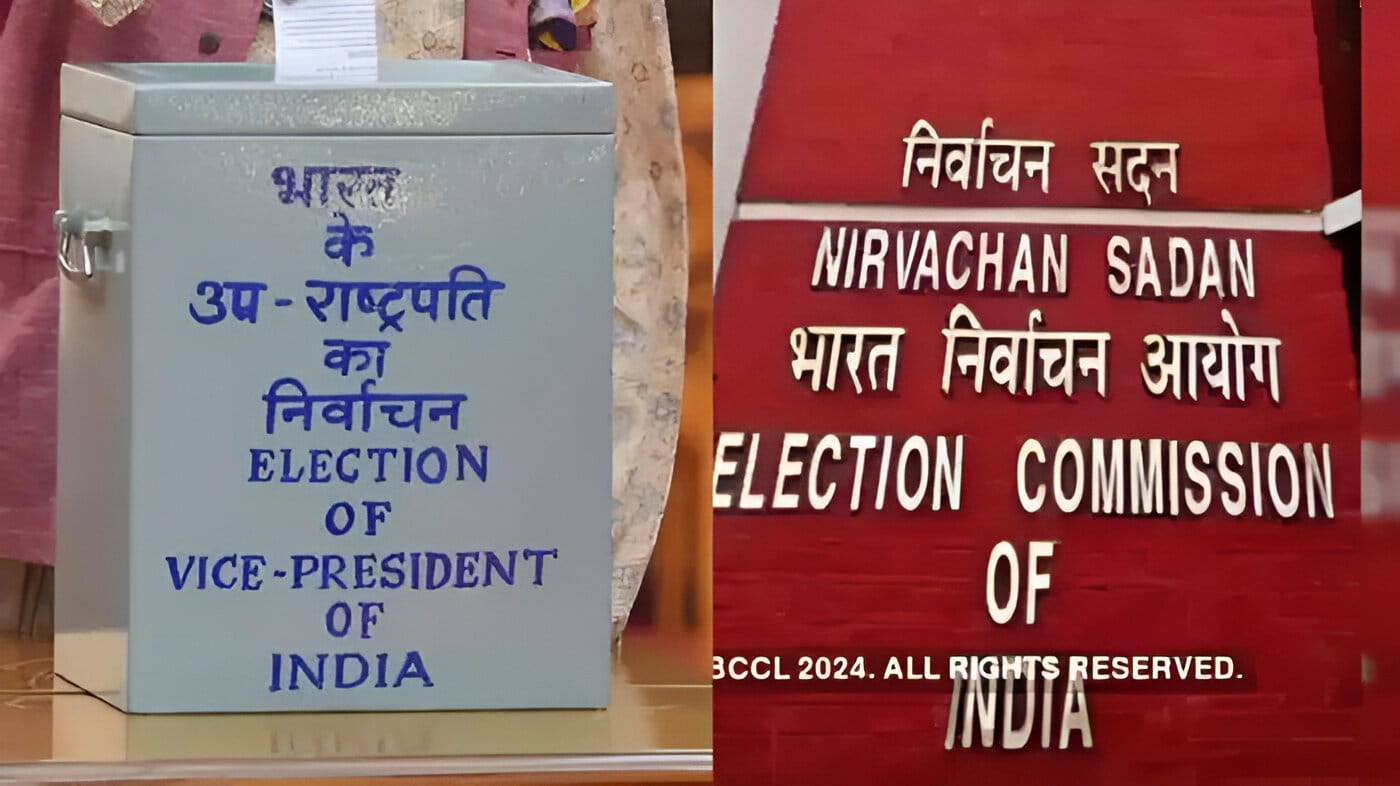 भारत
के
उप-राष्ट्रपति
का
निर्वाचन
ELECTION
OF
VICE-PRESIDENT
OF
INDIA
निर्वाचन सदन
NIRVACHAN SADAN
भारत निर्वाचन आयोग
ELECTION COMMISSION
OF
BCCL 2024. ALL RIGHTS RESERVED.
INDIA